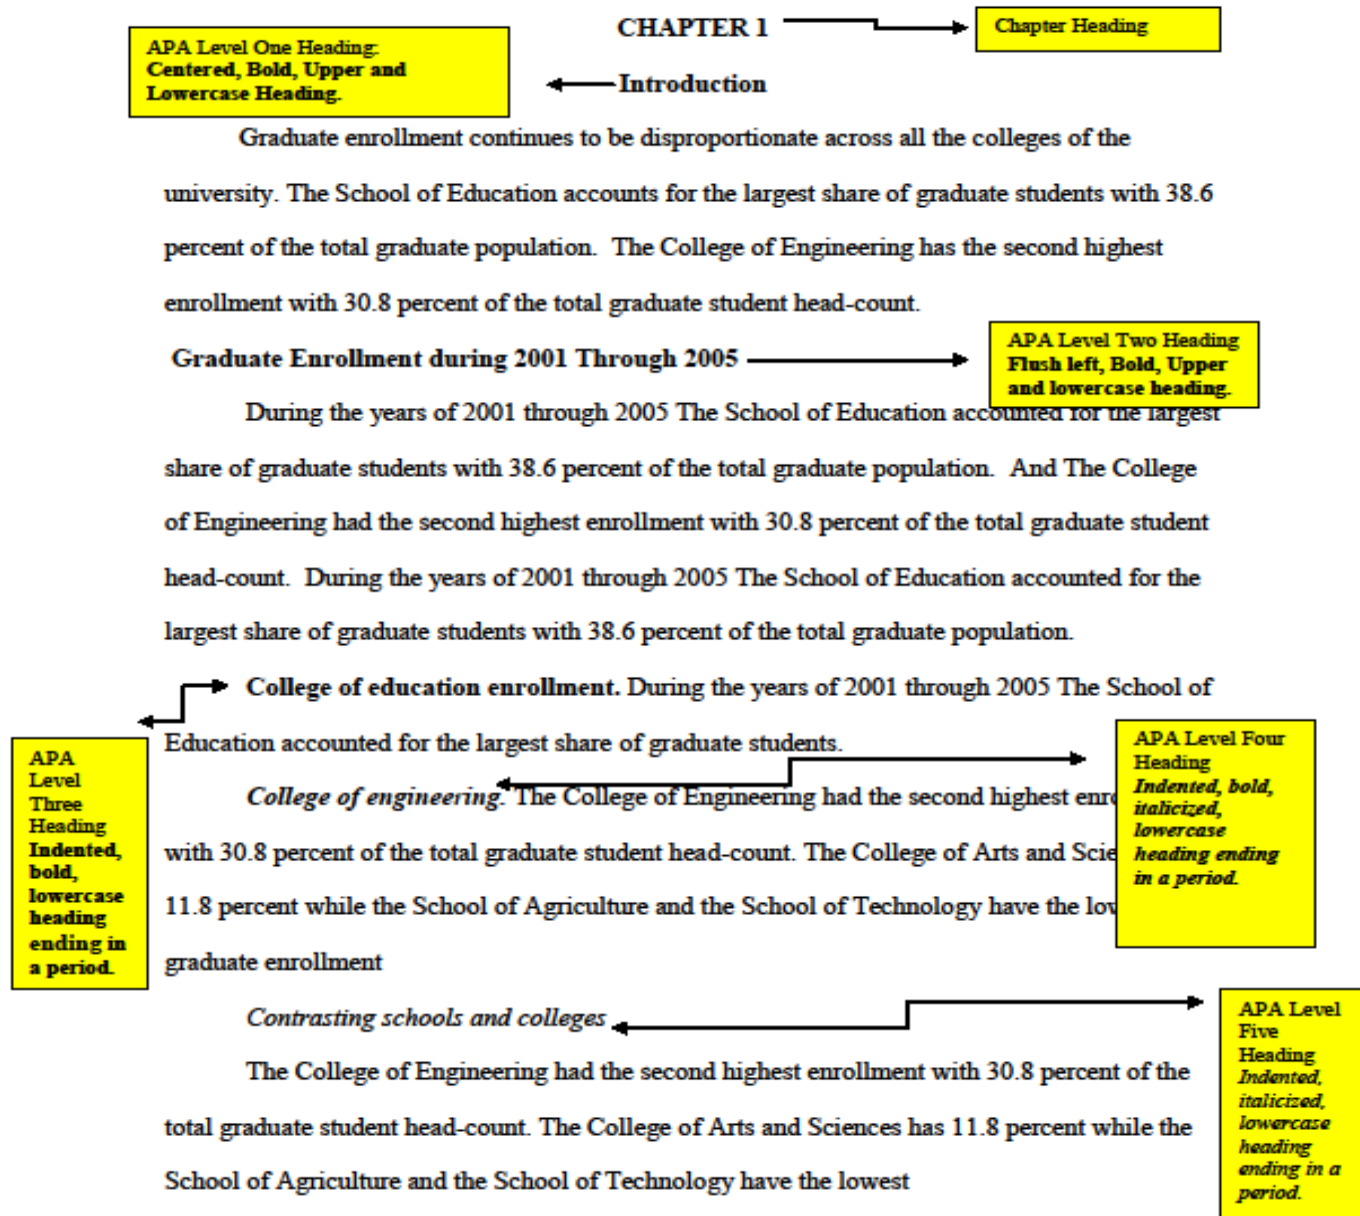 CHAPTER 1
Chapter Heading
APA Level One Heading:
Centered, Bold, Upper and
Lowercase Heading.
Introduction
Graduate enrollment continues to be disproportionate across all the colleges of the
university. The School of Education accounts for the largest share of graduate students with 38.6
percent of the total graduate population.  The College of Engineering has the second highest
enrollment with 30.8 percent of the total graduate student head-count.
Graduate Enrollment during 2001 Through 2005
APA Level Two Heading
Flush left, Bold, Upper
and lowercase heading.
During the years of 2001 through 2005 The School of Education accounted for the largest
share of graduate students with 38.6 percent of the total graduate population.  And The College
of Engineering had the second highest enrollment with 30.8 percent of the total graduate student
head-count.  During the years of 2001 through 2005 The School of Education accounted for the
largest share of graduate students with 38.6 percent of the total graduate population.
College of education enrollment. During the years of 2001 through 2005 The School of
Education accounted for the largest share of graduate students.
APA
Level
Three
Heading
Indented,
bold,
lowercase
heading
ending in
a period.
APA Level Four
Heading
Indented, bold,
italicized,
lowercase
heading ending
in a period.
College of engineering. The College of Engineering had the second highest
with 30.8 percent of the total graduate student head-count. The College of Arts and
11.8 percent while the School of Agriculture and the School of Technology have the
graduate enrollment
Contrasting schools and colleges
APA Level
Five
Heading
Indented,
italicized,
lowercase
heading
ending in a
period.
The College of Engineering had the second highest enrollment with 30.8 percent of the
total graduate student head-count. The College of Arts and Sciences has 11.8 percent while the
School of Agriculture and the School of Technology have the lowest